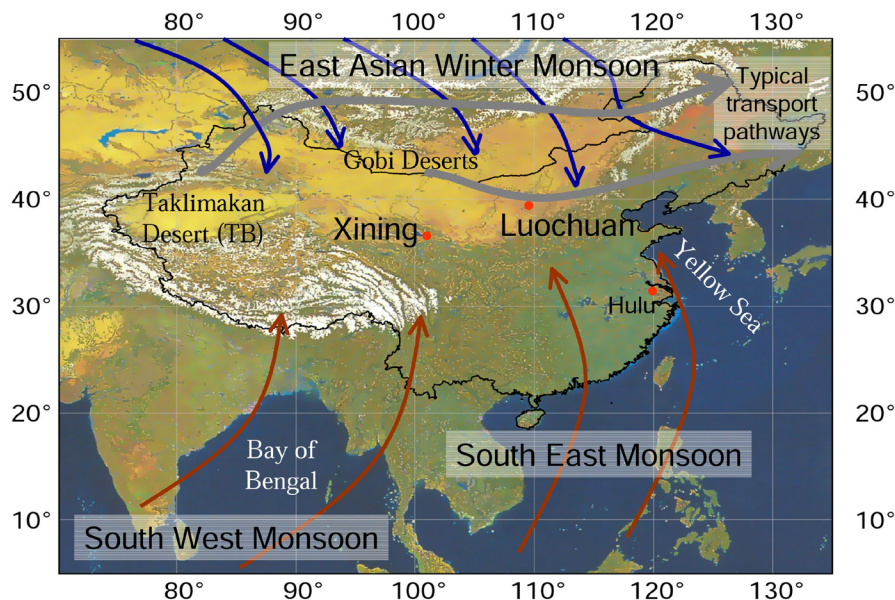 80° 90° 100° 110° 120° 130°
East Asian Winter Monsoon
Typical
transport
pathways
50° 50°
Gobi Deserts
40° 40°
Taklimakan
Desert (TB)
Xining
Luochuan
Yellow Sea
30° 30°
Hulu
20° 20°
Bay of
Bengal
South East Monsoon
10° 10°
South West Monsoon
80° 90° 100° 110° 120° 130°